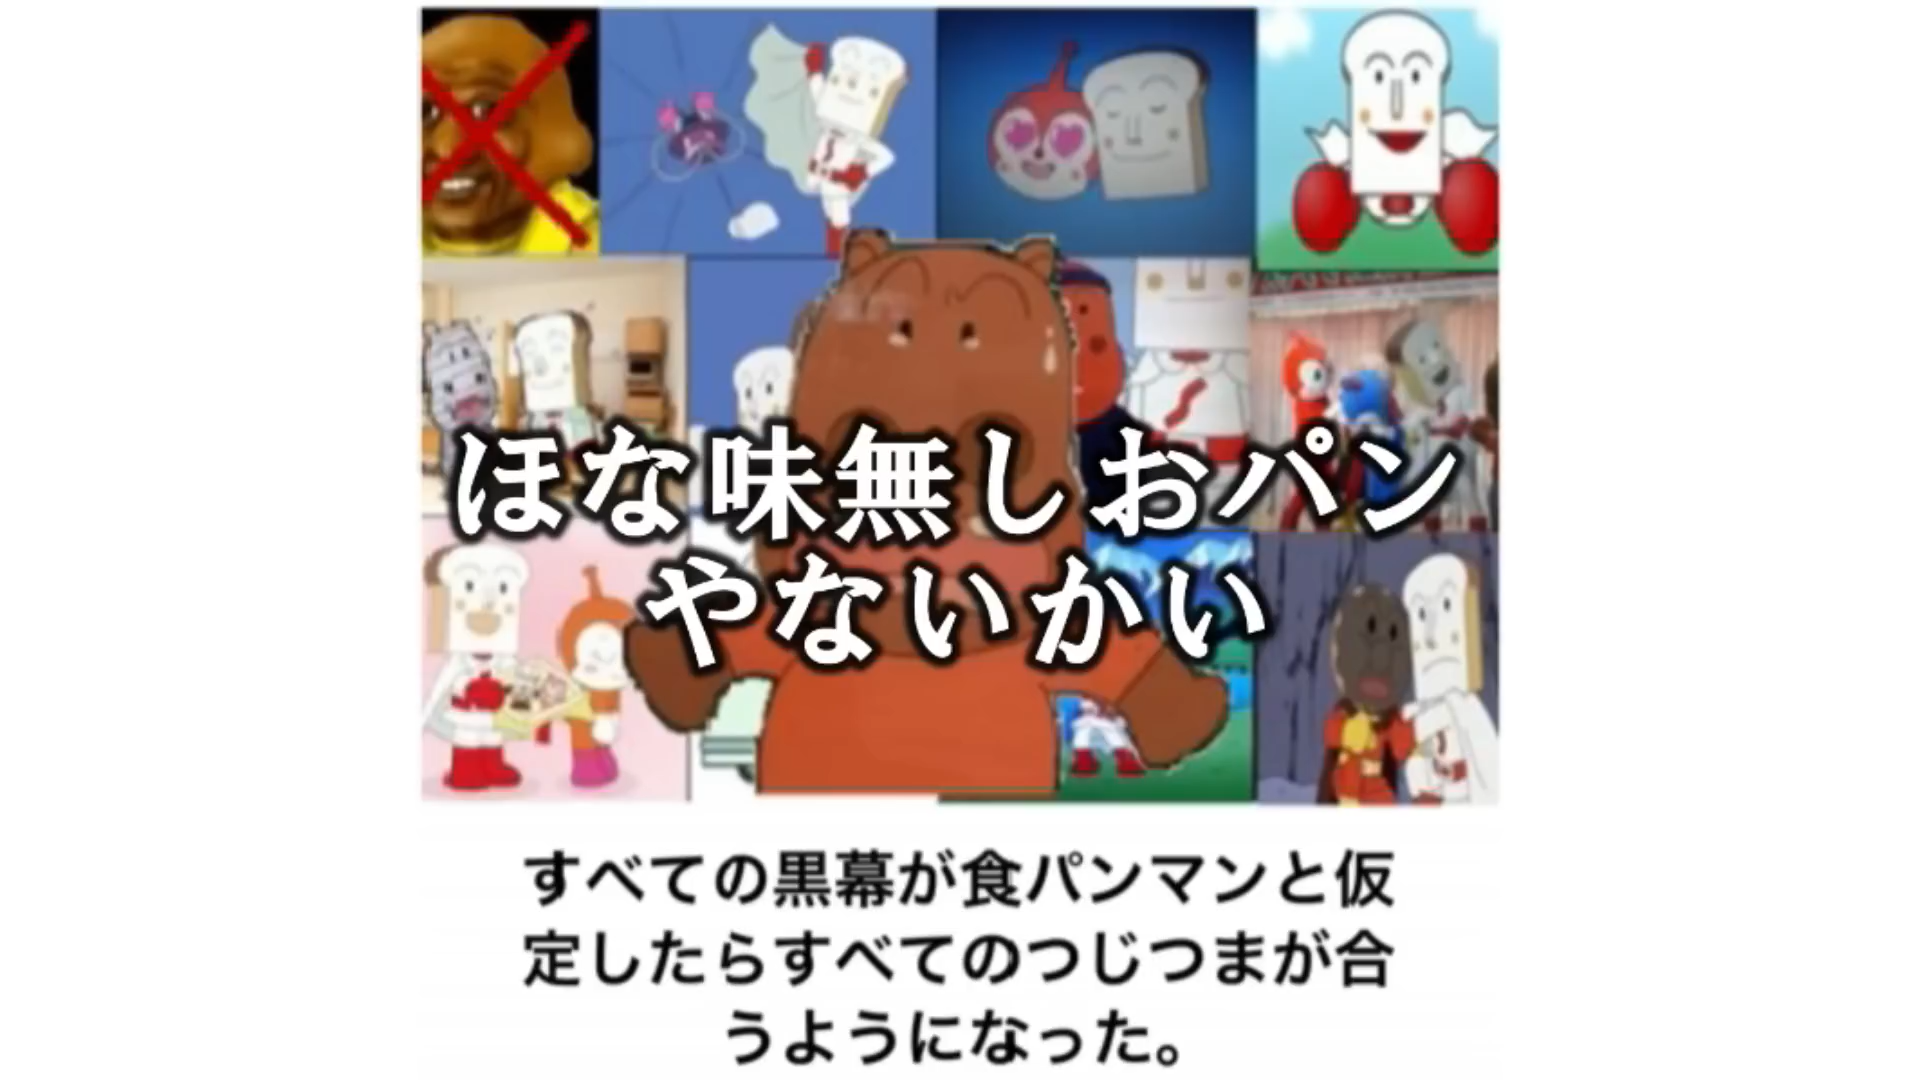 ほな味無しおパン
やないかい
すべての黒幕が食パンマンと仮
定したらすべてのつじつまが合
うようになった。